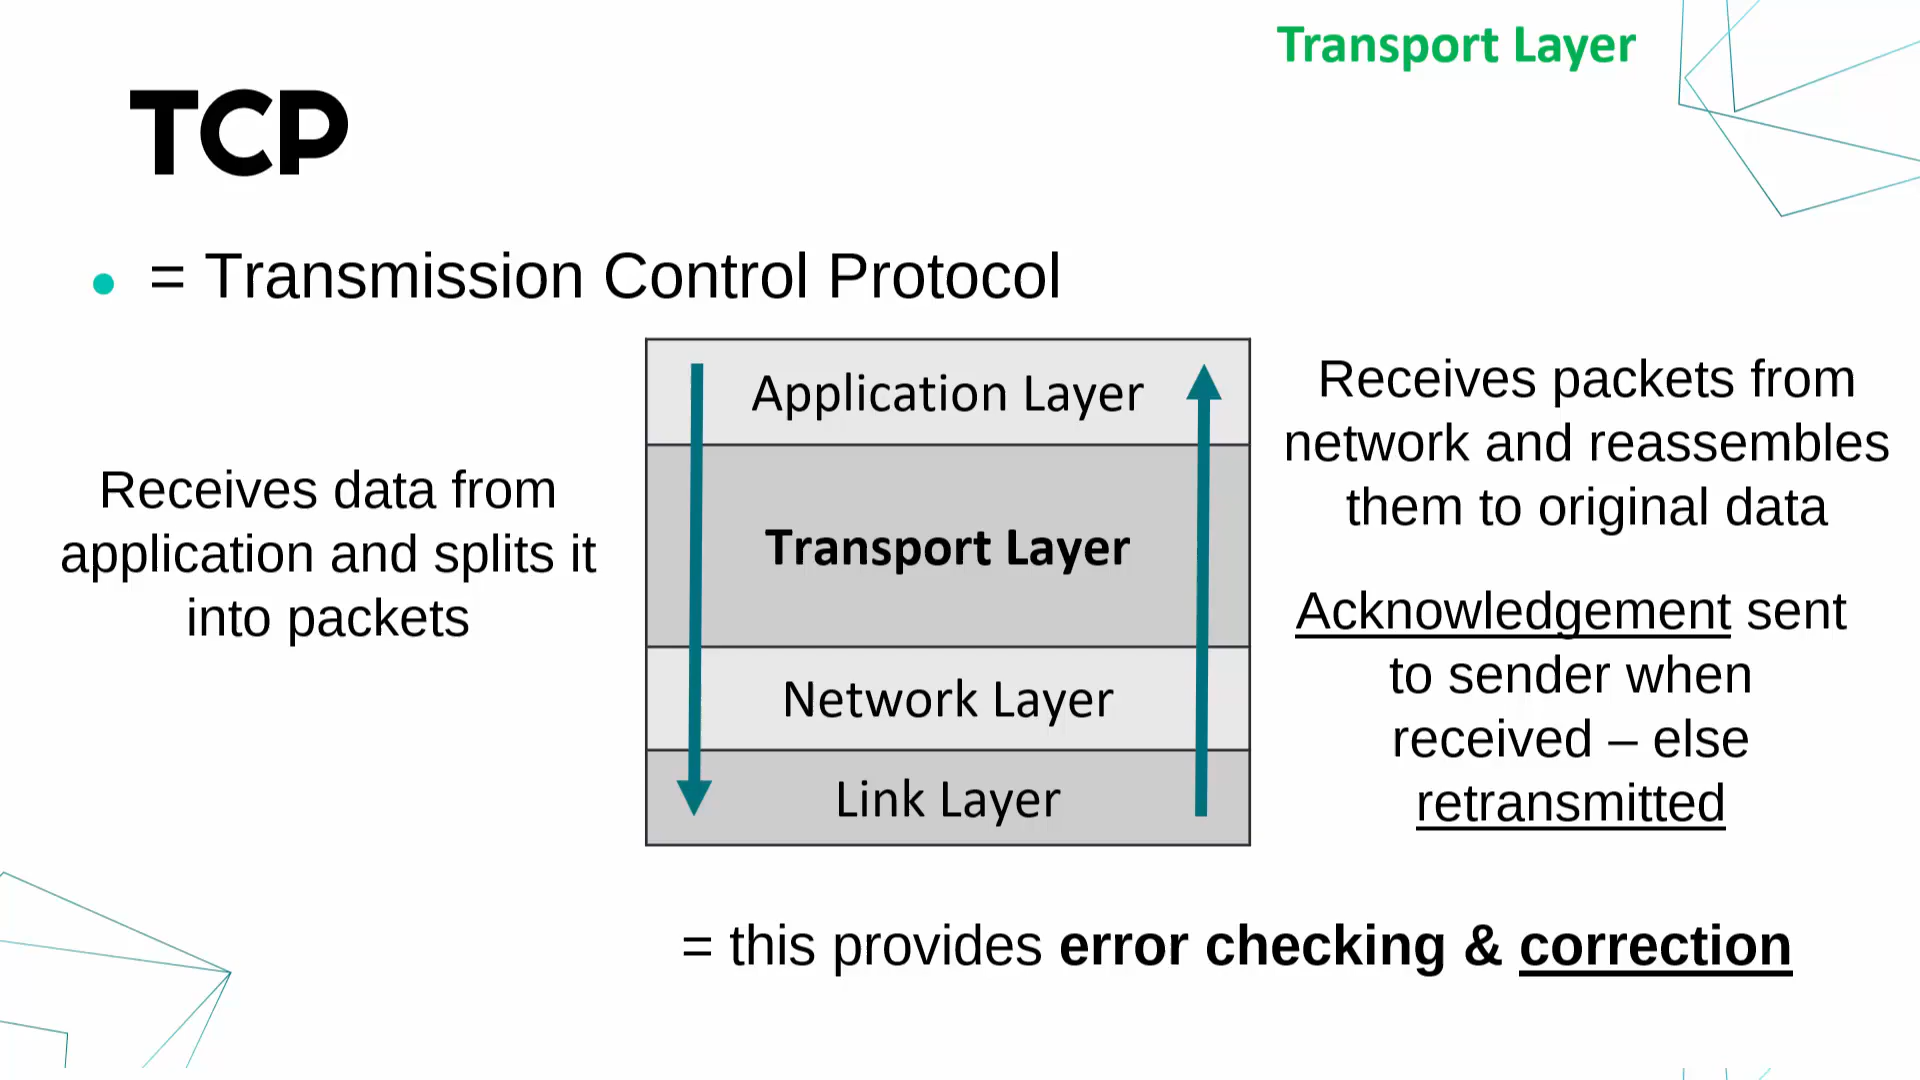 Transport Layer
TCP
= Transmission Control Protocol
Receives data from
application and splits it
into packets
Application Layer
Transport Layer
Network Layer
Link Layer
Receives packets from
network and reassembles
them to original data
Acknowledgement sent
to sender when
received – else
retransmitted
= this provides error checking & correction